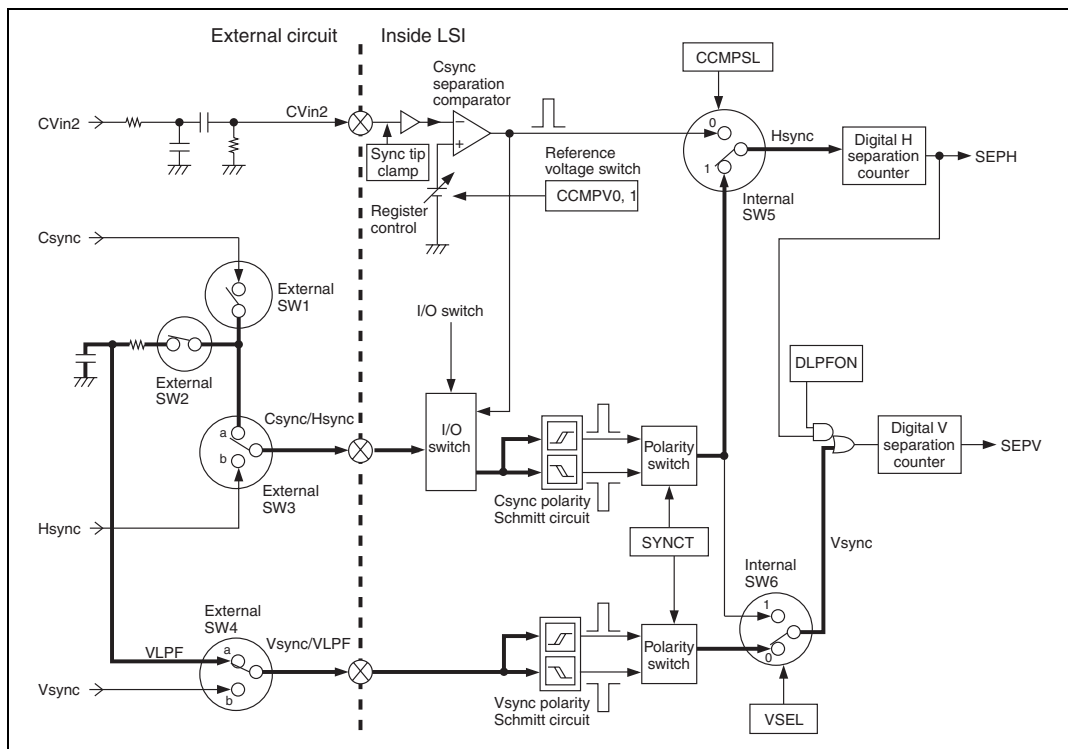 External circuit
Inside LSI
Csync
separation
comparator
CCMPSL
CVin2
CVin2
Sync tip
clamp
Reference
voltage switch
CCMPV0, 1
Register
control
0
1
Hsync
Internal
SW5
Digital H
separation
counter
SEPH
Csync
External
SW1
External
SW2
I/O switch
DLPFON
a
b
Csync/Hsync
External
SW3
I/O
switch
Csync polarity
Schmitt circuit
Polarity
switch
Digital V
separation
counter
SEPV
Hsync
SYNCT
Vsync
Internal
SW6
1
0
External
SW4
VLPF
a
b
Vsync/VLPF
Vsync
Vsync polarity
Schmitt circuit
Polarity
switch
VSEL